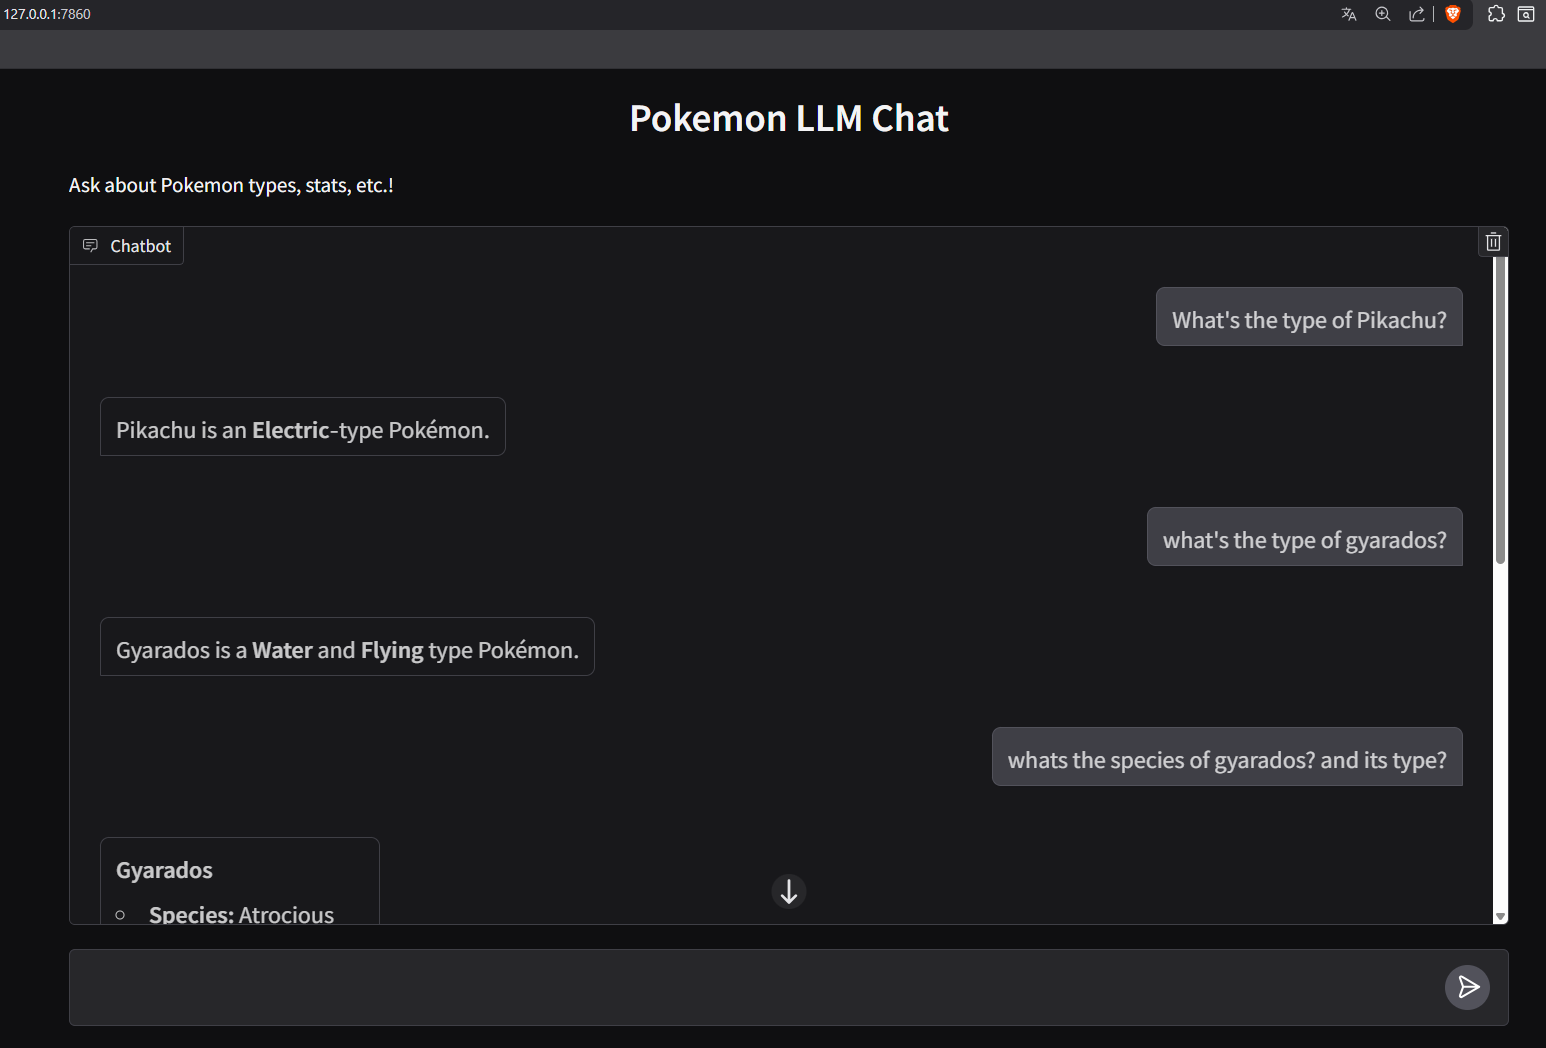 127.0.0.1:7860
Pokemon LLM Chat
Ask about Pokemon types, stats, etc.!
Chatbot
What's the type of Pikachu?
Pikachu is an Electric-type Pokémon.
what's the type of gyarados?
Gyarados is a Water and Flying type Pokémon.
whats the species of gyarados? and its type?
Gyarados
Species: Atrocious